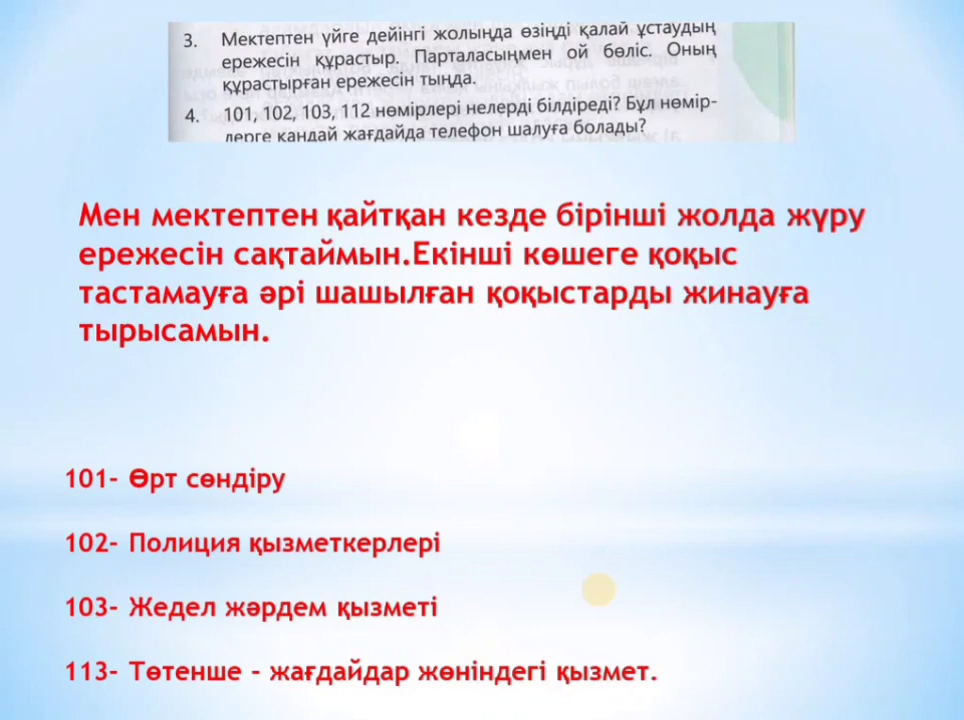 3. Мектептен үйге дейінгі жолыңда өзіңді қалай ұстаудың
ережесін құрастыр. Парталасыңмен ой бөліс. Оның
құрастырған ережесін тыңда.
4. 101, 102, 103, 112 нөмірлері нелерді білдіреді? Бұл нөмір-
лерге қандай жағдайда телефон шалуға болады?
Мен мектептен қайтқан кезде бірінші жолда жүру
ережесін сақтаймын.Екінші көшеге қоқыс
тастамауға әрі шашылған қоқыстарды жинауға
тырысамын.
101- Өрт сөндіру
102- Полиция қызметкерлері
103- Жедел жәрдем қызметі
113- Төтенше - жағдайдар жөніндегі қызмет.